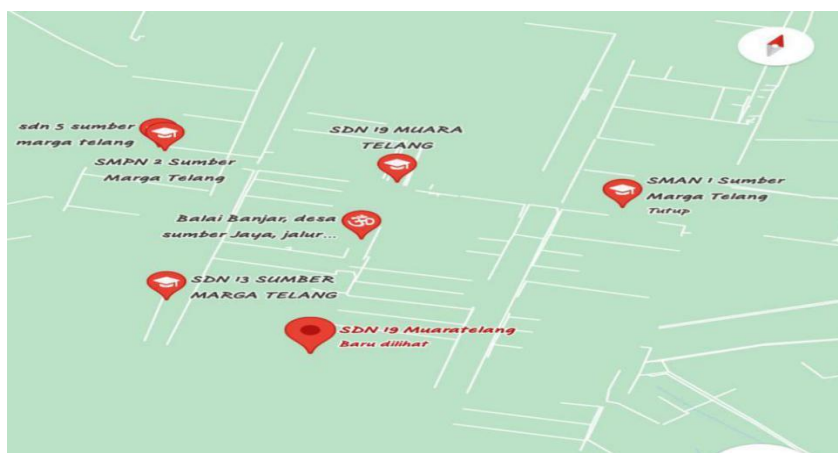 sdn 5 sumber
marga telang
SMPN 2 Sumber
Marga Telang
SDN 19 MUARA
TELANG
SMAN 1 Sumber
Marga Telang
Tutup
Balai Banjar, desa
sumber Jaya, jalur...
SDN 13 SUMBER
MARGA TELANG
SDN 19 Muaratelang
Baru dilihat